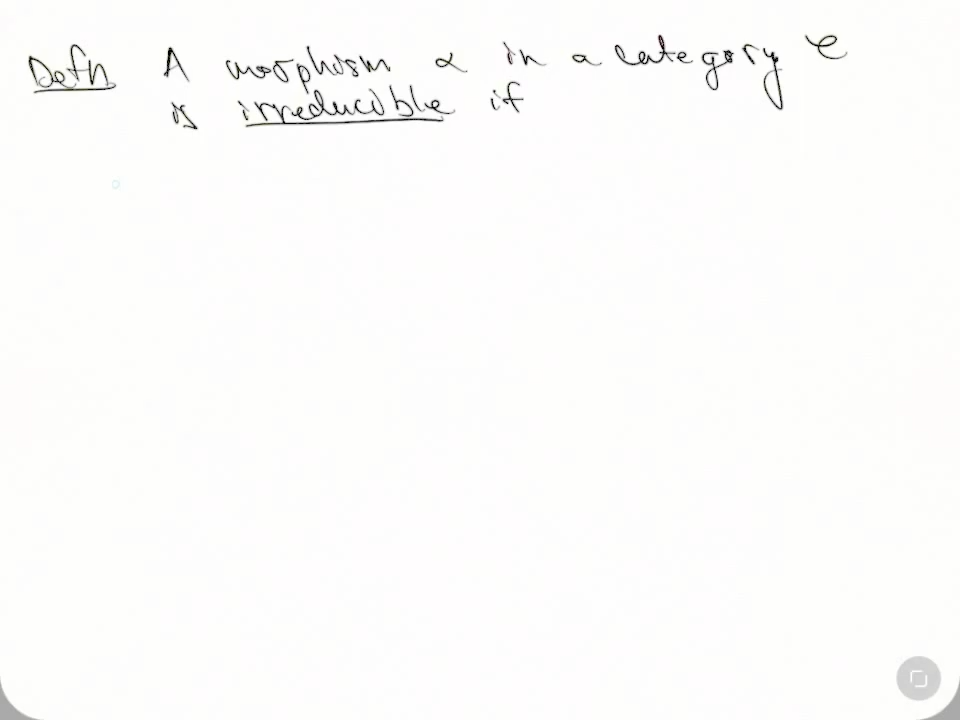 Defn A morphism α in a category 𝒞
is irreducible if